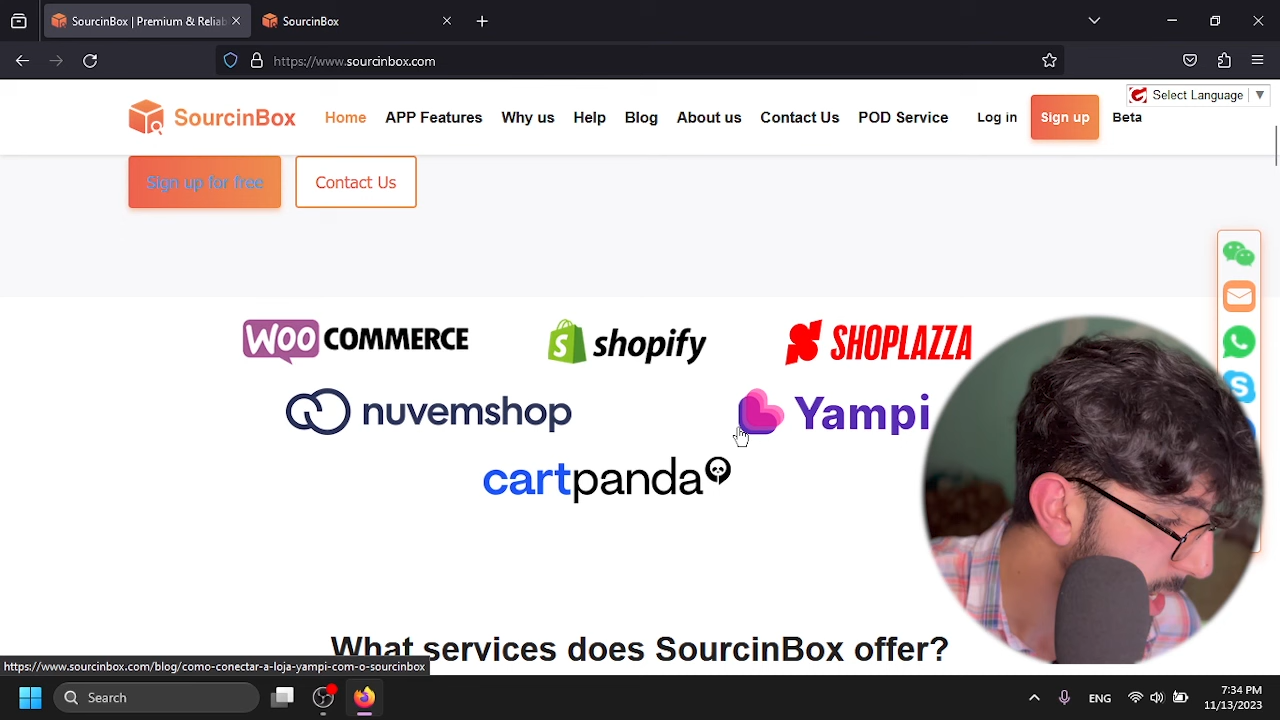 SourcinBox | Premium & Reliab
SourcinBox
https://www.sourcinbox.com
Select Language
SourcinBox
Home
APP Features
Why us
Help
Blog
About us
Contact Us
POD Service
Log in
Sign up
Beta
Sign up for free
Contact Us
WOO COMMERCE
shopify
SHOPLAZZA
nuvemshop
Yampi
cartpanda
What services does SourcinBox offer?
https://www.sourcinbox.com/blog/como-conectar-a-loja-yampi-com-o-sourcinbox
Search
ENG
7:34 PM
11/13/2023